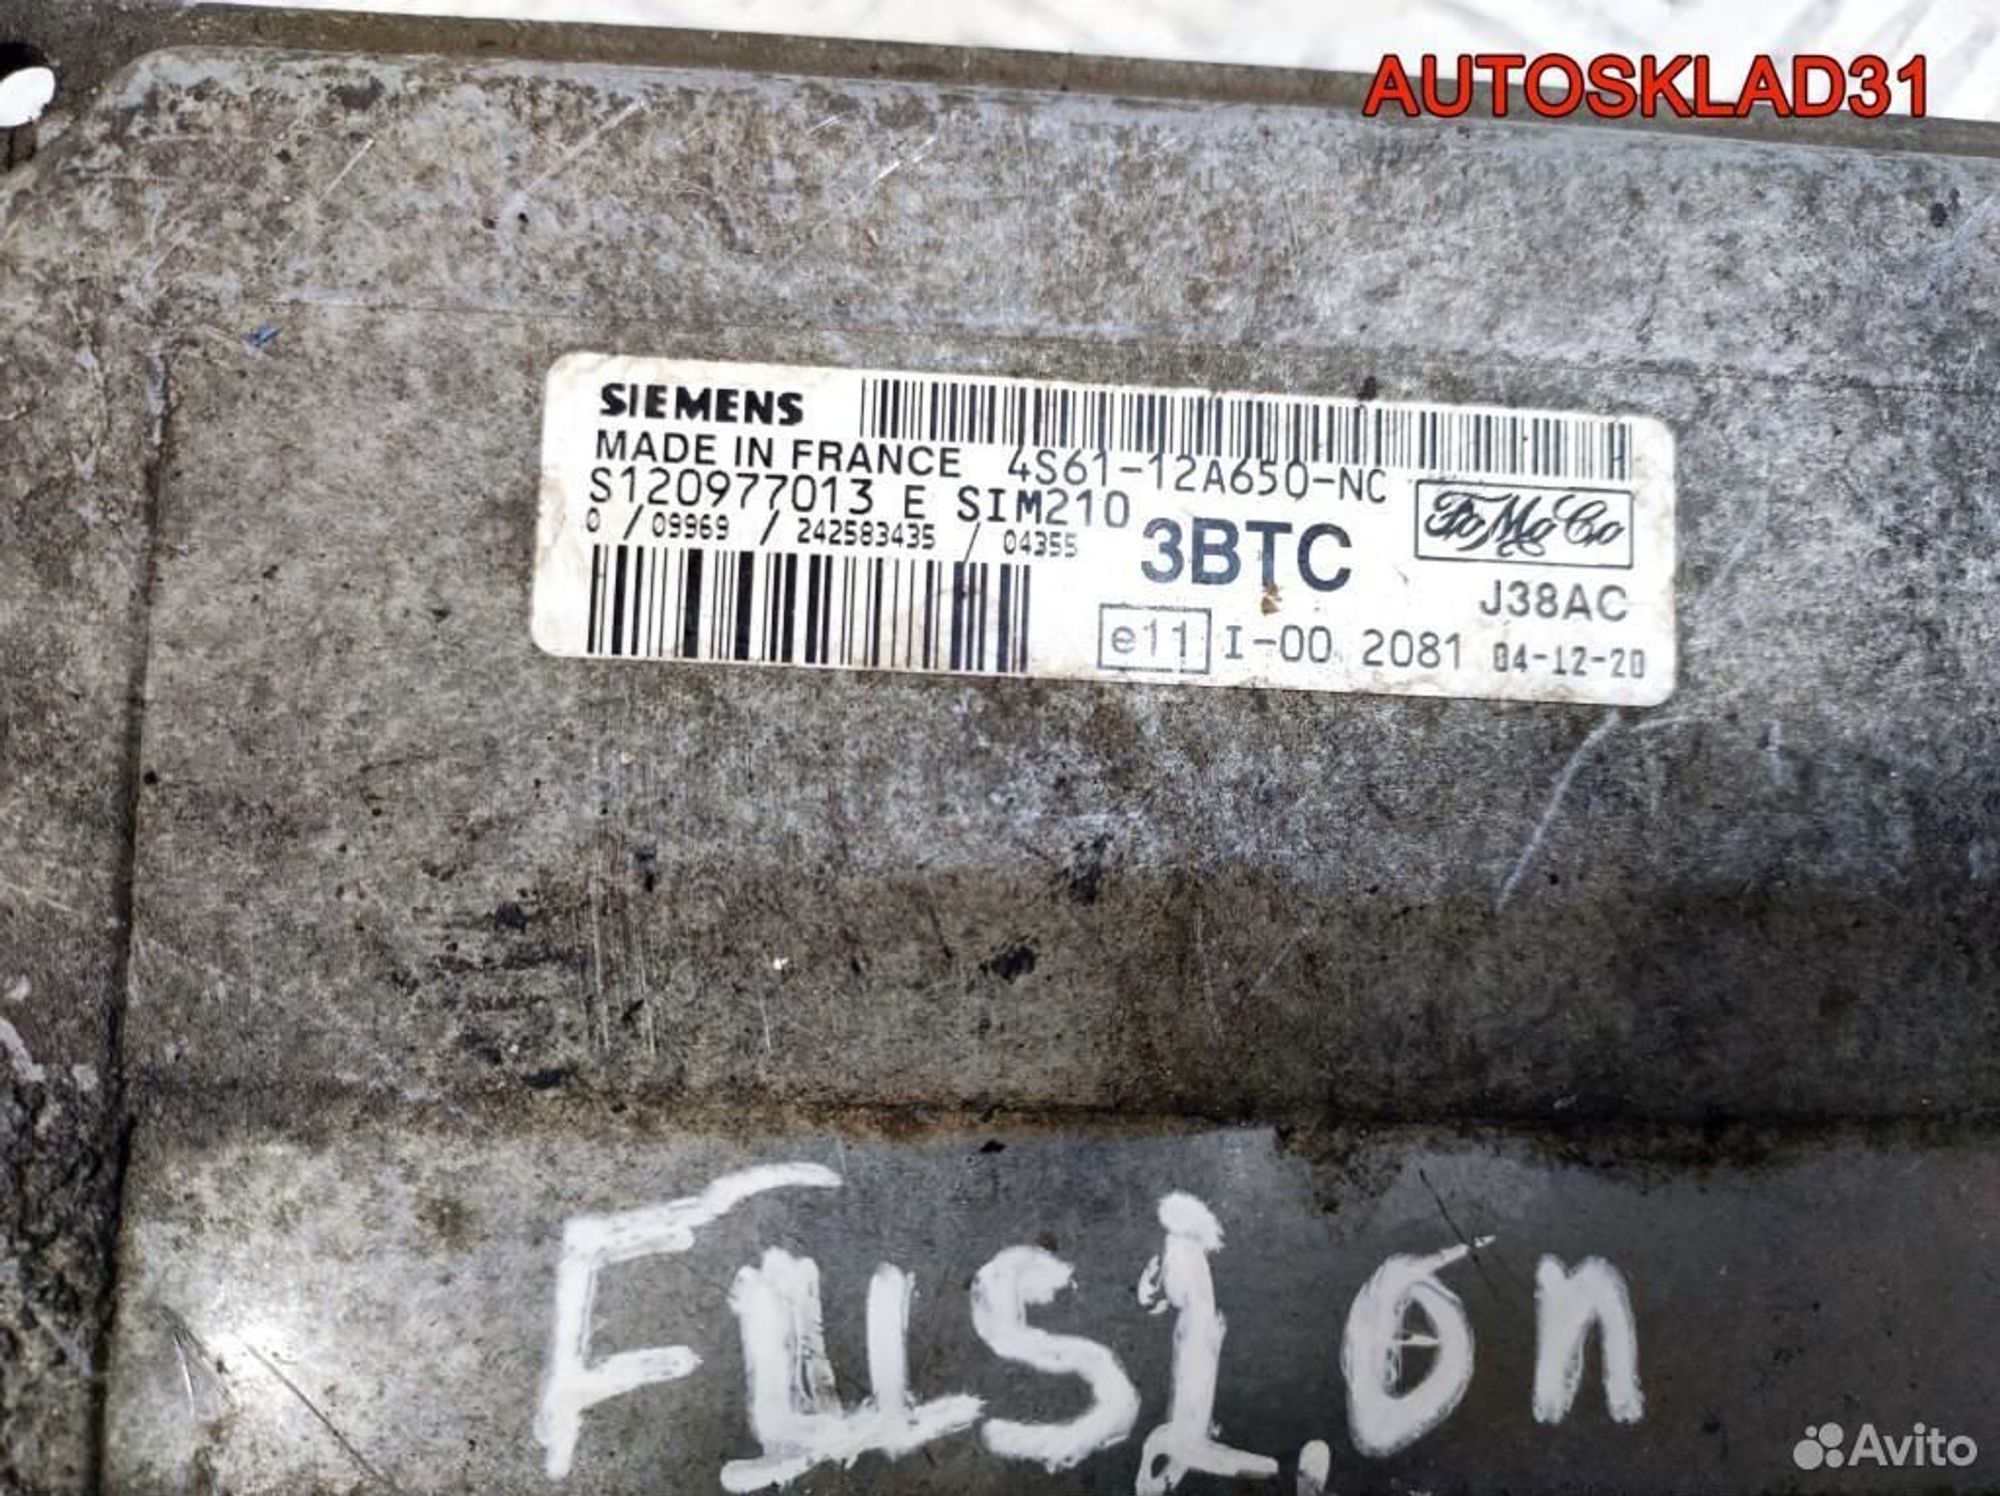 AUTOSKLAD31
SIEMENS
MADE IN FRANCE 4S61-12A650-NC
S120977013 E SIM210
0 / 09969 / 242583435 / 04355
3BTC
FoMoCo
J38AC
e11 I-00 2081 04-12-20
Fusion
Avito